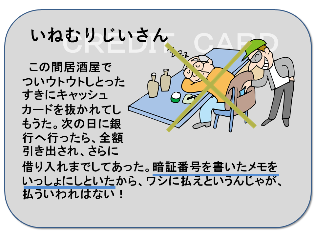 CREDIT CARD
いねむりじいさん
この間居酒屋で
ついウトウトしとった
すきにキャッシュ
カードを抜かれてし
もうた。次の日に銀
行へ行ったら、全額
引き出され、さらに
借り入れまでしてあった。暗証番号を書いたメモを
いっしょにしといたから、ワシに払えというんじゃが、
払ういわれはない！